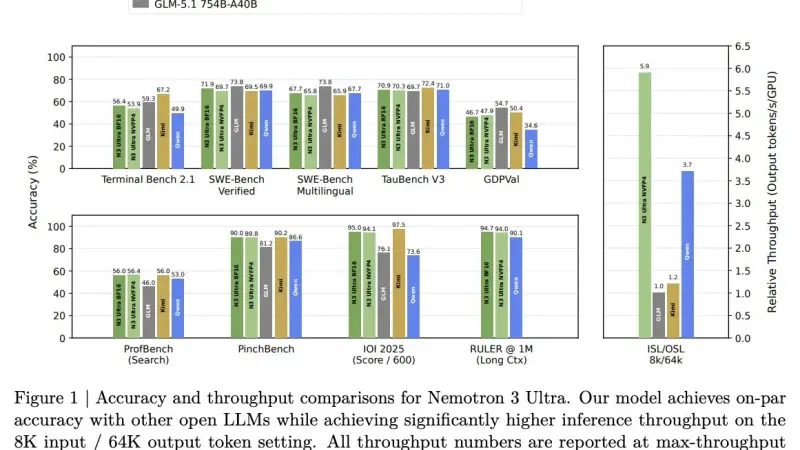 GLM-5.1 754B-A40B
Accuracy (%)
100
80
60
40
20
0
56.4 53.9 59.3 67.2 49.9
71.9 69.7 73.8 69.5 69.9
67.7 65.8 73.8 65.9 67.7
70.9 70.3 69.7 72.4 71.0
46.7 47.9 54.7 50.4 34.6
N3 Ultra BF16 N3 Ultra NVFP4 GLM Kimi Qwen
N3 Ultra BF16 N3 Ultra NVFP4 GLM Kimi Qwen
N3 Ultra BF16 N3 Ultra NVFP4 GLM Kimi Qwen
N3 Ultra BF16 N3 Ultra NVFP4 GLM Kimi Qwen
N3 Ultra BF16 N3 Ultra NVFP4 GLM Kimi Qwen
Terminal Bench 2.1
SWE-Bench
Verified
SWE-Bench
Multilingual
TauBench V3
GDPVal
100
80
60
40
20
0
56.0 56.4 46.0 56.0 53.0
90.0 89.8 81.2 90.2 86.6
95.0 94.1 76.1 97.5 73.6
94.7 94.0 90.1
N3 Ultra BF16 N3 Ultra NVFP4 GLM Kimi Qwen
N3 Ultra BF16 N3 Ultra NVFP4 GLM Kimi Qwen
N3 Ultra BF16 N3 Ultra NVFP4 GLM Kimi Qwen
N3 Ultra BF16 N3 Ultra NVFP4 Qwen
ProfBench
(Search)
PinchBench
IOI 2025
(Score / 600)
RULER @ 1M
(Long Ctx)
5.9 1.0 1.2 3.7
N3 Ultra NVFP4 GLM Kimi Qwen
ISL/OSL
8k/64k
6.5
6.0
5.5
5.0
4.5
4.0
3.5
3.0
2.5
2.0
1.5
1.0
0.5
0.0
Relative Throughput (Output tokens/s/GPU)
Figure 1 | Accuracy and throughput comparisons for Nemotron 3 Ultra. Our model achieves on-par
accuracy with other open LLMs while achieving significantly higher inference throughput on the
8K input / 64K output token setting. All throughput numbers are reported at max-throughput